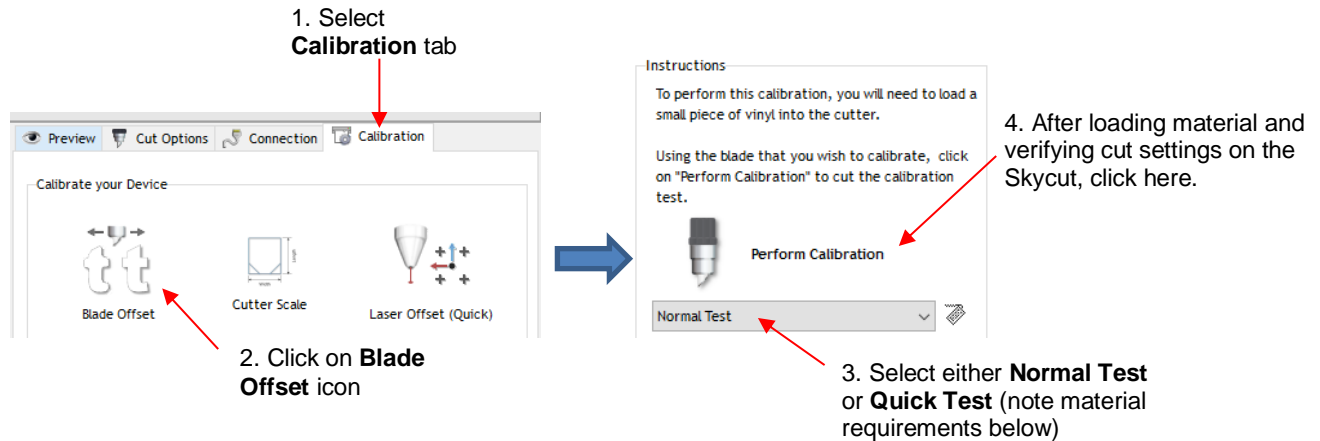 1. Select
Calibration tab
Preview
Cut Options
Connection
Calibration
Calibrate your Device
Blade Offset
Cutter Scale
Laser Offset (Quick)
2. Click on Blade
Offset icon
Instructions
To perform this calibration, you will need to load a
small piece of vinyl into the cutter.
Using the blade that you wish to calibrate, click
on "Perform Calibration" to cut the calibration
test.
Perform Calibration
Normal Test
4. After loading material and
verifying cut settings on the
Skycut, click here.
3. Select either Normal Test
or Quick Test (note material
requirements below)